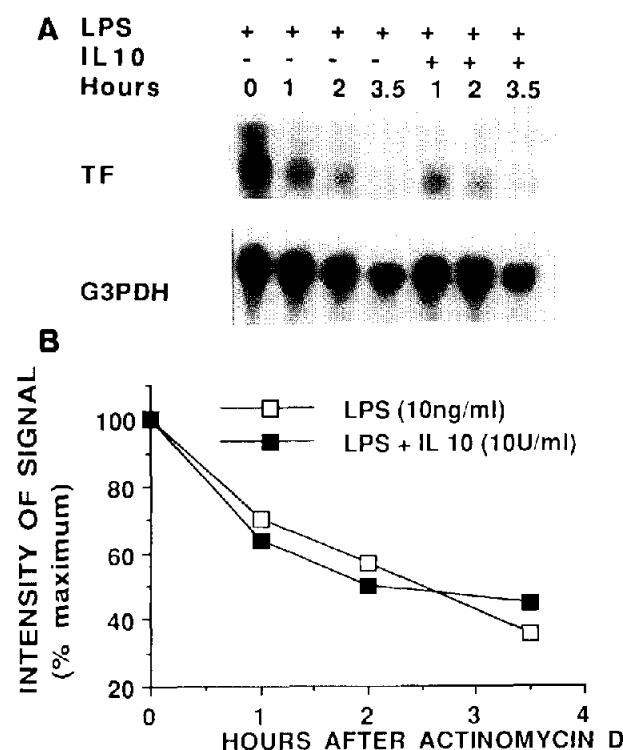 A LPS + + + + + + +
IL10 - - - - + + +
Hours 0 1 2 3.5 1 2 3.5
TF
G3PDH
B
LPS (10ng/ml)
LPS + IL 10 (10U/ml)
INTENSITY OF SIGNAL
(% maximum)
100
80
60
40
20
0 1 2 3 4
HOURS AFTER ACTINOMYCIN D